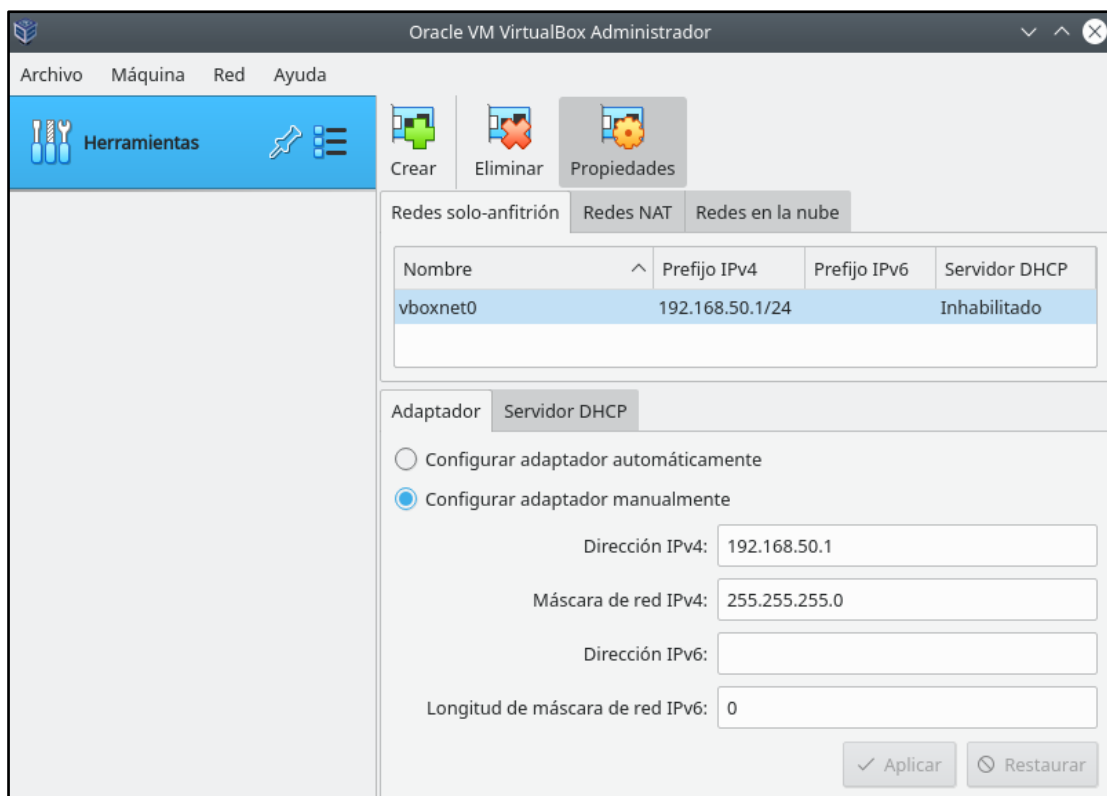 Oracle VM VirtualBox Administrador
Archivo Máquina Red Ayuda
Herramientas
Crear Eliminar Propiedades
Redes solo-anfitrión Redes NAT Redes en la nube
Nombre Prefijo IPv4 Prefijo IPv6 Servidor DHCP
vboxnet0 192.168.50.1/24 Inhabilitado
Adaptador Servidor DHCP
Configurar adaptador automáticamente
Configurar adaptador manualmente
Dirección IPv4: 192.168.50.1
Máscara de red IPv4: 255.255.255.0
Dirección IPv6:
Longitud de máscara de red IPv6: 0
Aplicar Restaurar